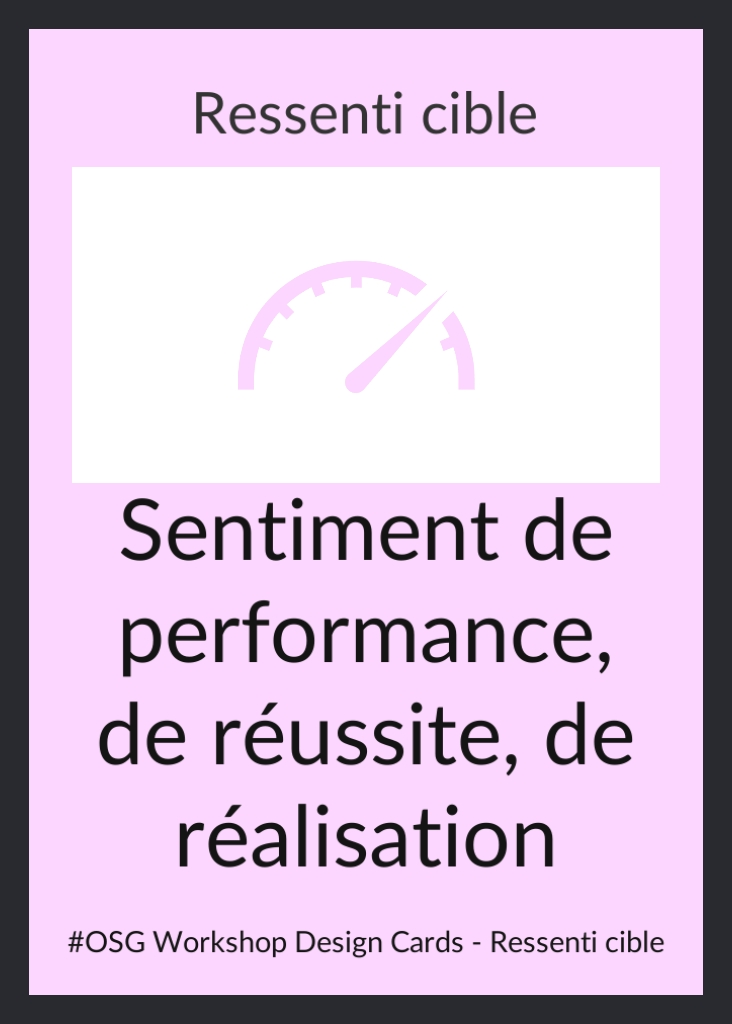 Ressenti cible
Sentiment de
performance,
de réussite, de
réalisation
#OSG Workshop Design Cards - Ressenti cible